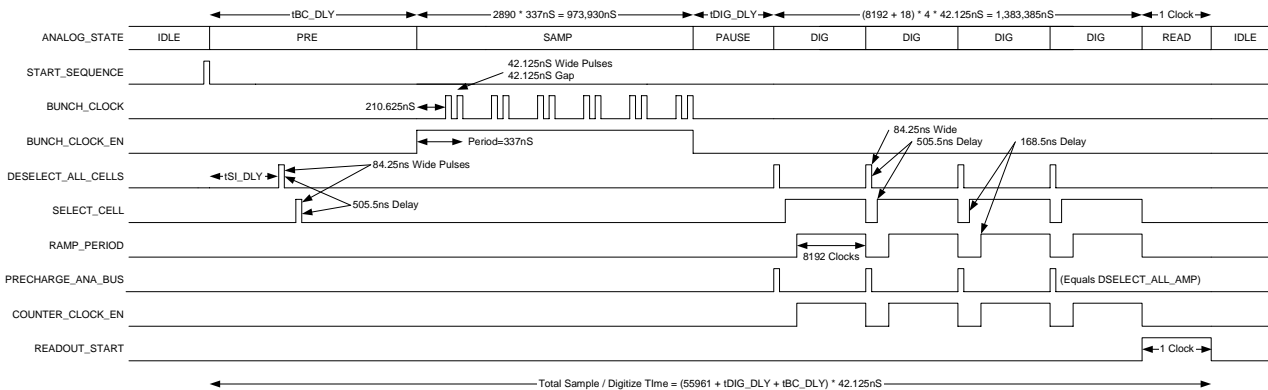 tBC_DLY 2890 * 337nS = 973,930nS tDIG_DLY (8192 + 18) * 4 * 42.125nS = 1,383,385nS 1 Clock
ANALOG_STATE IDLE PRE SAMP PAUSE DIG DIG DIG DIG READ IDLE
START_SEQUENCE
42.125nS Wide Pulses
42.125nS Gap
BUNCH_CLOCK 210.625nS
BUNCH_CLOCK_EN Period=337nS
84.25ns Wide
505.5ns Delay 168.5ns Delay
DESELECT_ALL_CELLS tSI_DLY 84.25ns Wide Pulses
SELECT_CELL 505.5ns Delay
RAMP_PERIOD
8192 Clocks
PRECHARGE_ANA_BUS (Equals DSELECT_ALL_AMP)
COUNTER_CLOCK_EN
READOUT_START 1 Clock
Total Sample / Digitize TIme = (55961 + tDIG_DLY + tBC_DLY) * 42.125nS